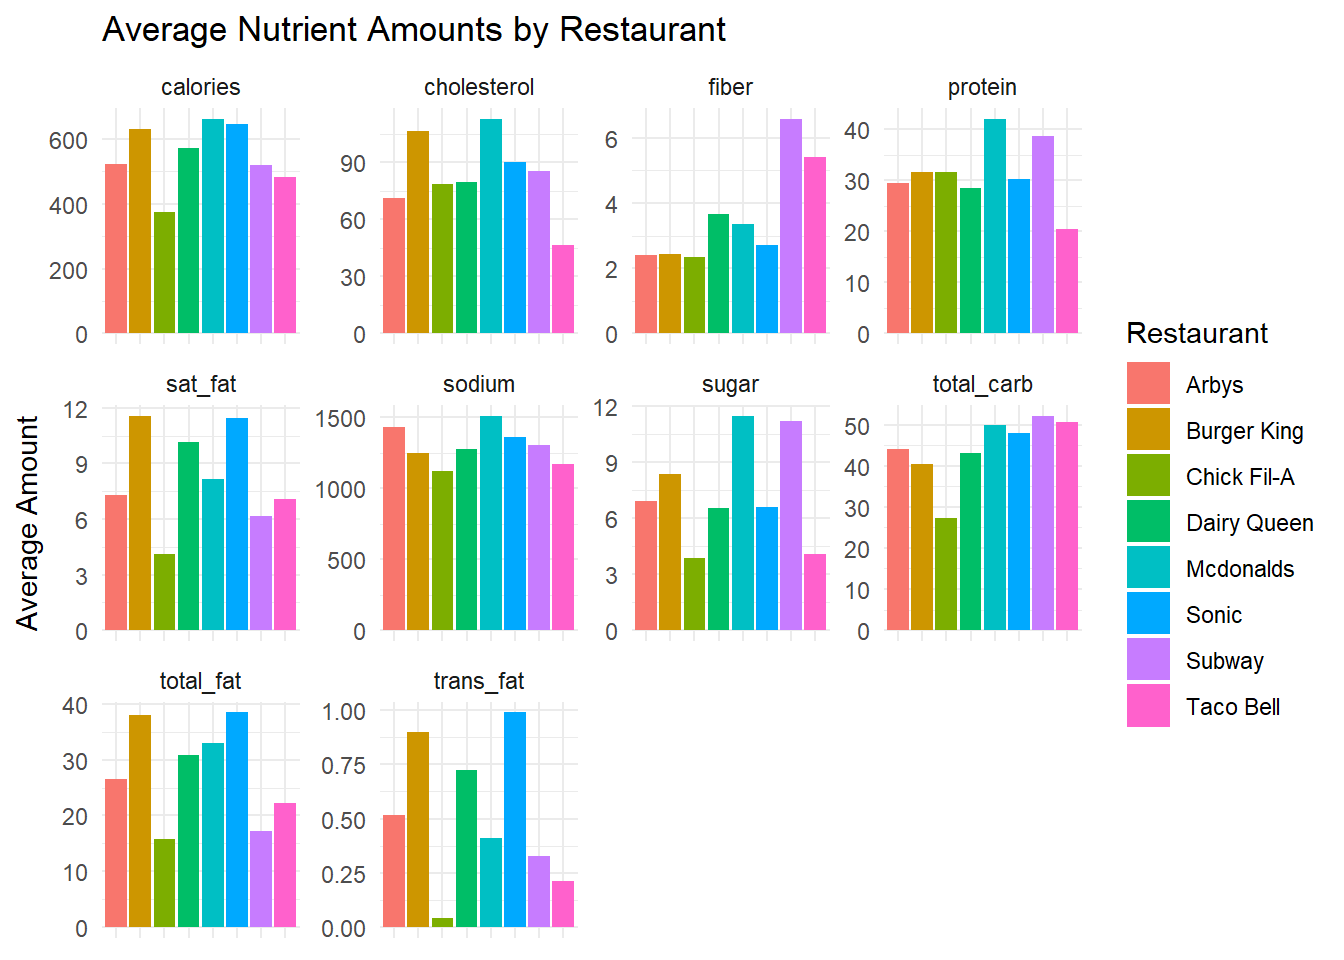 Average Nutrient Amounts by Restaurant
calories
cholesterol
fiber
protein
600
400
200
0
90
60
30
0
6
4
2
0
40
30
20
10
0
sat_fat
sodium
sugar
total_carb
12
9
6
3
0
1500
1000
500
0
12
9
6
3
0
50
40
30
20
10
0
total_fat
trans_fat
40
30
20
10
0
1.00
0.75
0.50
0.25
0.00
Average Amount
Restaurant
Arbys
Burger King
Chick Fil-A
Dairy Queen
Mcdonalds
Sonic
Subway
Taco Bell